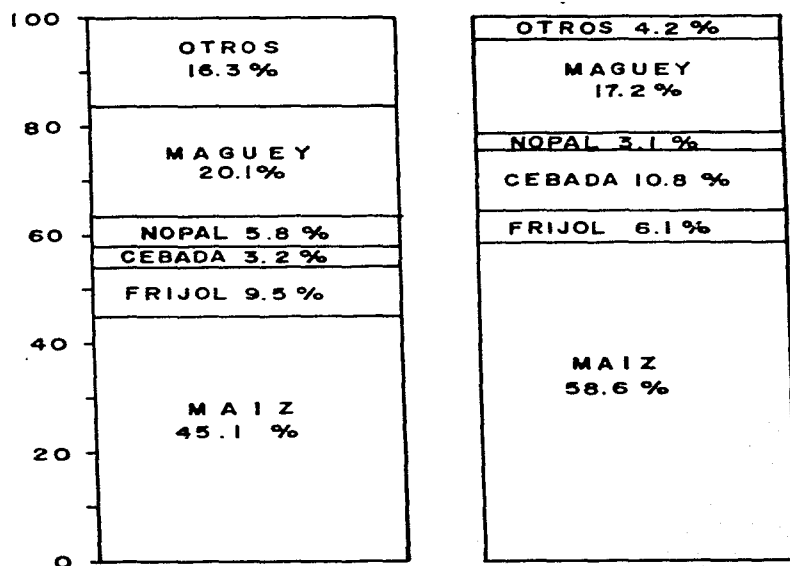 100
80
60
40
20
0
OTROS
16.3 %
MAGUEY
20.1%
NOPAL 5.8 %
CEBADA 3.2 %
FRIJOL 9.5 %
MAIZ
45.1 %
OTROS 4.2 %
MAGUEY
17.2 %
NOPAL 3.1 %
CEBADA 10.8 %
FRIJOL 6.1 %
MAIZ
58.6 %